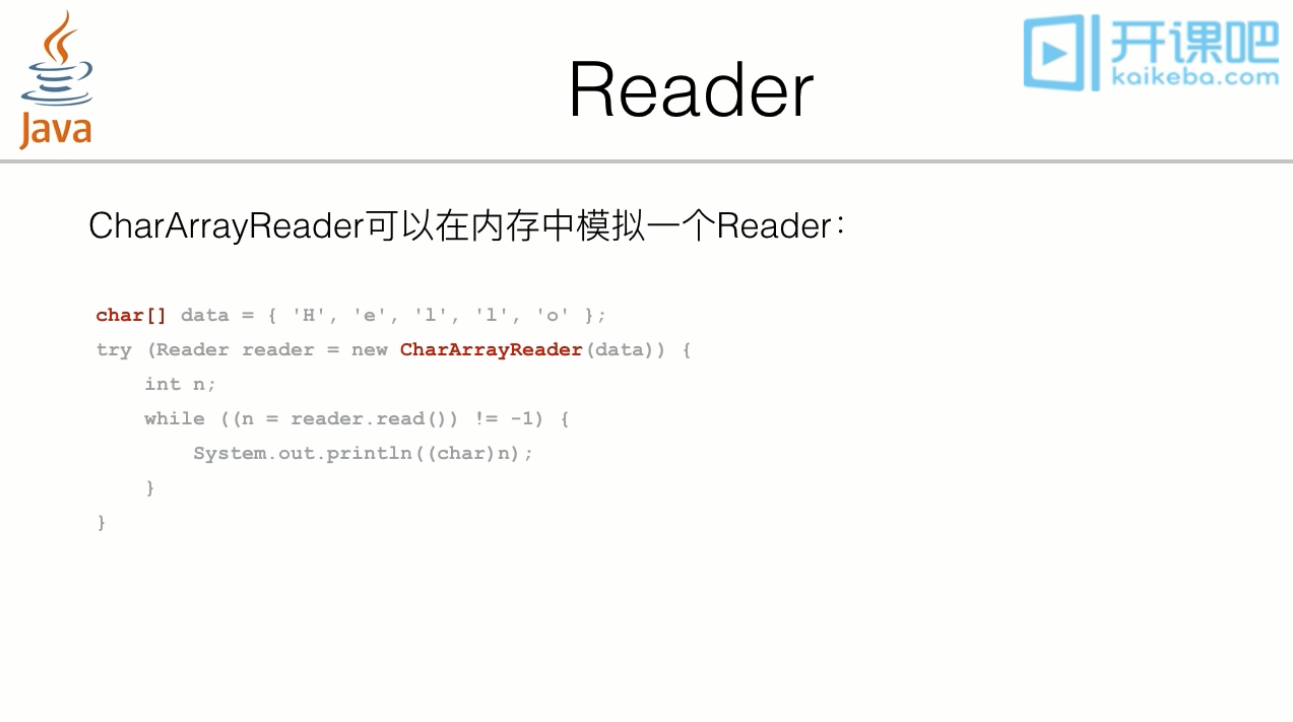 Java
开课吧
kaikeba.com
Reader
CharArrayReader可以在内存中模拟一个Reader：
char[] data = { 'H', 'e', 'l', 'l', 'o' };
try (Reader reader = new CharArrayReader(data)) {
    int n;
    while ((n = reader.read()) != -1) {
        System.out.println((char)n);
    }
}